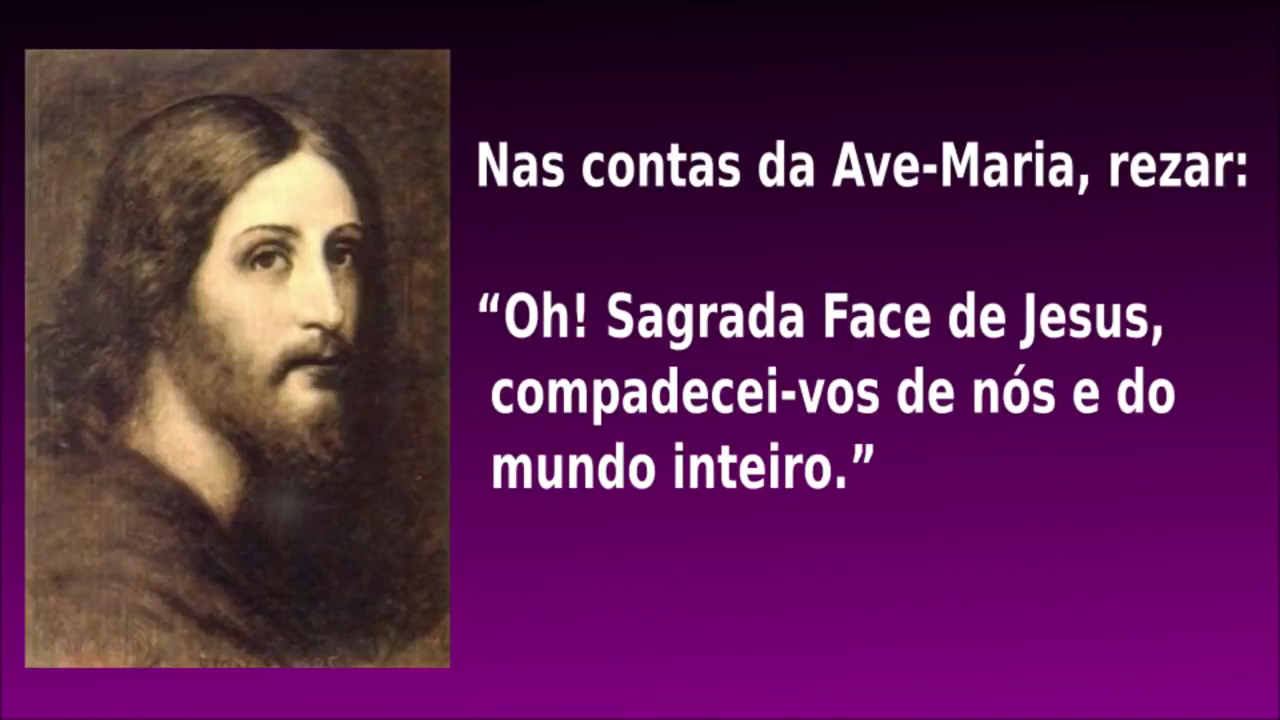 Nas contas da Ave-Maria, rezar:
“Oh! Sagrada Face de Jesus,
compadecei-vos de nós e do
mundo inteiro.”